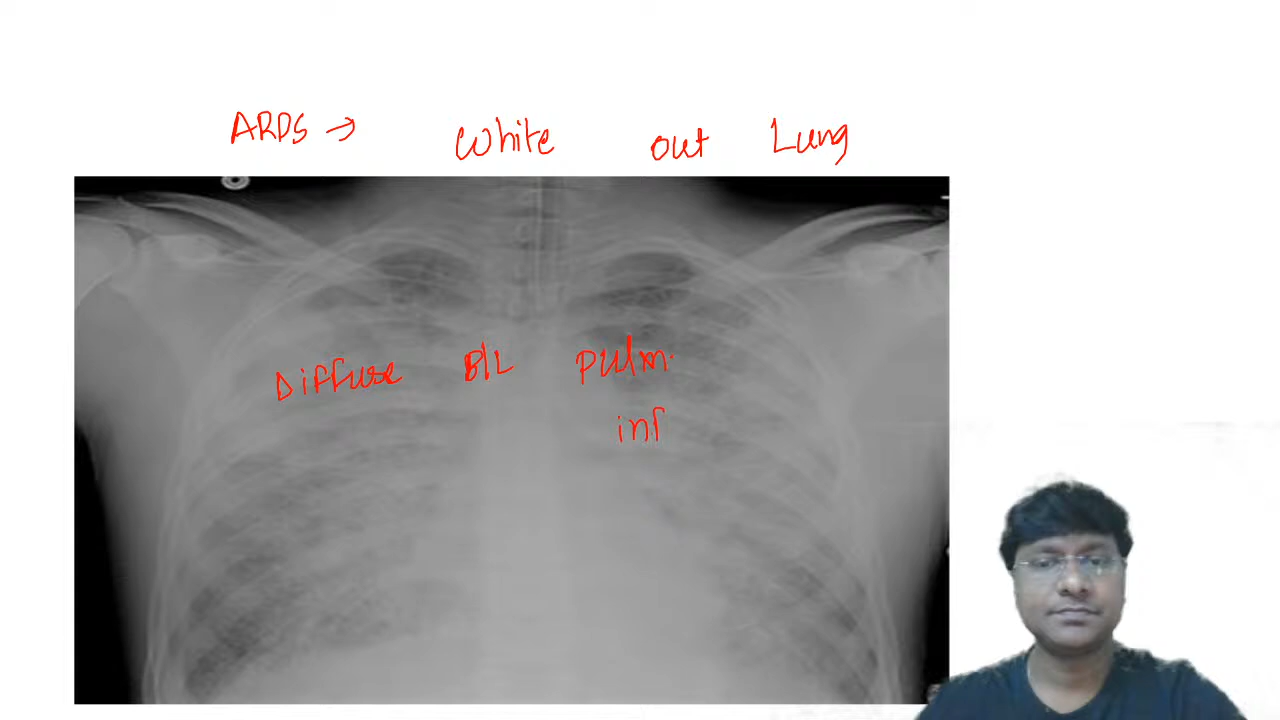 ARDS → White out Lung
Diffuse B/L pulm.
inf